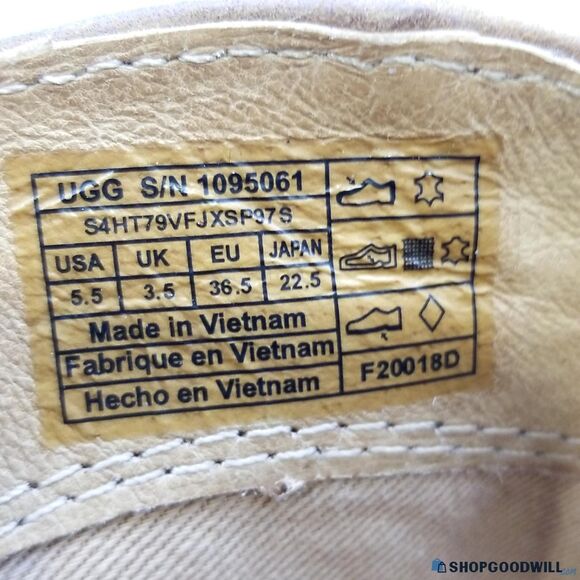 UGG S/N 1095061
S4HT79VFJXSP97S
USA UK EU JAPAN
5.5 3.5 36.5 22.5
Made in Vietnam
Fabrique en Vietnam
Hecho en Vietnam
F20018D
SHOPGOODWILL.com